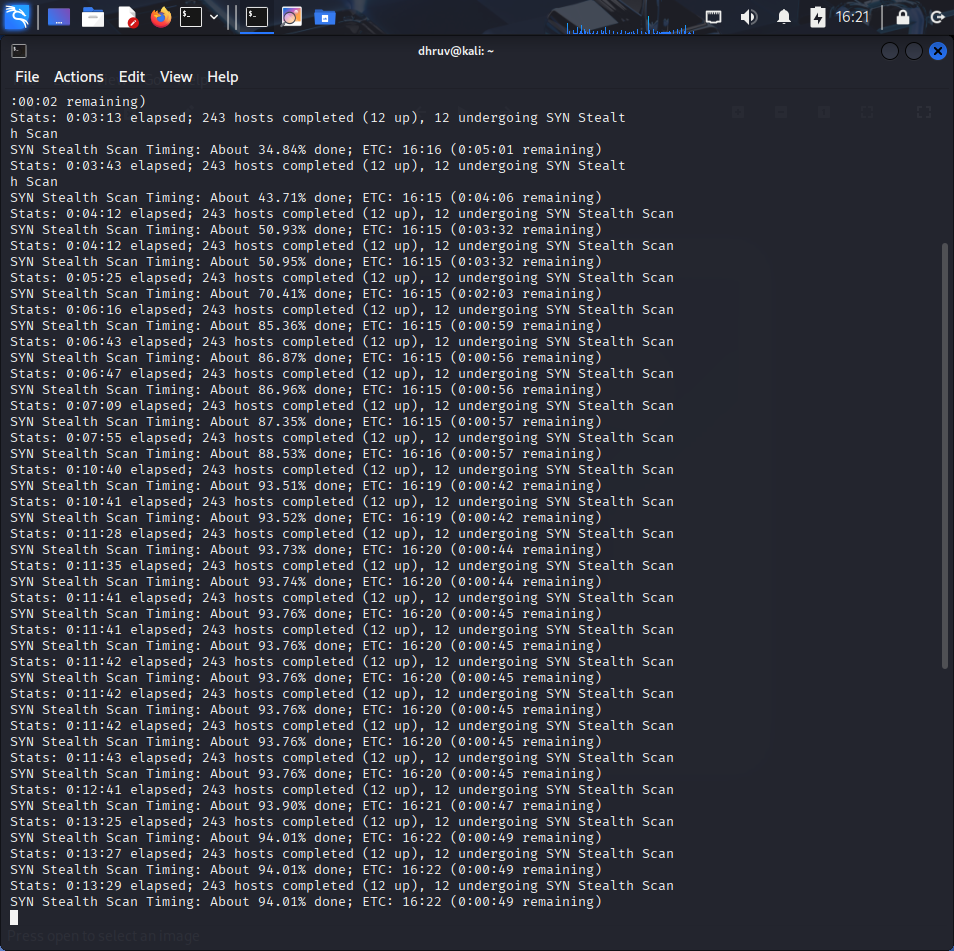 16:21
dhruv@kali: ~
File Actions Edit View Help
:00:02 remaining)
Stats: 0:03:13 elapsed; 243 hosts completed (12 up), 12 undergoing SYN Stealt
h Scan
SYN Stealth Scan Timing: About 34.84% done; ETC: 16:16 (0:05:01 remaining)
Stats: 0:03:43 elapsed; 243 hosts completed (12 up), 12 undergoing SYN Stealt
h Scan
SYN Stealth Scan Timing: About 43.71% done; ETC: 16:15 (0:04:06 remaining)
Stats: 0:04:12 elapsed; 243 hosts completed (12 up), 12 undergoing SYN Stealth Scan
SYN Stealth Scan Timing: About 50.93% done; ETC: 16:15 (0:03:32 remaining)
Stats: 0:04:12 elapsed; 243 hosts completed (12 up), 12 undergoing SYN Stealth Scan
SYN Stealth Scan Timing: About 50.95% done; ETC: 16:15 (0:03:32 remaining)
Stats: 0:05:25 elapsed; 243 hosts completed (12 up), 12 undergoing SYN Stealth Scan
SYN Stealth Scan Timing: About 70.41% done; ETC: 16:15 (0:02:03 remaining)
Stats: 0:06:16 elapsed; 243 hosts completed (12 up), 12 undergoing SYN Stealth Scan
SYN Stealth Scan Timing: About 85.36% done; ETC: 16:15 (0:00:59 remaining)
Stats: 0:06:43 elapsed; 243 hosts completed (12 up), 12 undergoing SYN Stealth Scan
SYN Stealth Scan Timing: About 86.87% done; ETC: 16:15 (0:00:56 remaining)
Stats: 0:06:47 elapsed; 243 hosts completed (12 up), 12 undergoing SYN Stealth Scan
SYN Stealth Scan Timing: About 86.96% done; ETC: 16:15 (0:00:56 remaining)
Stats: 0:07:09 elapsed; 243 hosts completed (12 up), 12 undergoing SYN Stealth Scan
SYN Stealth Scan Timing: About 87.35% done; ETC: 16:15 (0:00:57 remaining)
Stats: 0:07:55 elapsed; 243 hosts completed (12 up), 12 undergoing SYN Stealth Scan
SYN Stealth Scan Timing: About 88.53% done; ETC: 16:16 (0:00:57 remaining)
Stats: 0:10:40 elapsed; 243 hosts completed (12 up), 12 undergoing SYN Stealth Scan
SYN Stealth Scan Timing: About 93.51% done; ETC: 16:19 (0:00:42 remaining)
Stats: 0:10:41 elapsed; 243 hosts completed (12 up), 12 undergoing SYN Stealth Scan
SYN Stealth Scan Timing: About 93.52% done; ETC: 16:19 (0:00:42 remaining)
Stats: 0:11:28 elapsed; 243 hosts completed (12 up), 12 undergoing SYN Stealth Scan
SYN Stealth Scan Timing: About 93.73% done; ETC: 16:20 (0:00:44 remaining)
Stats: 0:11:35 elapsed; 243 hosts completed (12 up), 12 undergoing SYN Stealth Scan
SYN Stealth Scan Timing: About 93.74% done; ETC: 16:20 (0:00:44 remaining)
Stats: 0:11:41 elapsed; 243 hosts completed (12 up), 12 undergoing SYN Stealth Scan
SYN Stealth Scan Timing: About 93.76% done; ETC: 16:20 (0:00:45 remaining)
Stats: 0:11:41 elapsed; 243 hosts completed (12 up), 12 undergoing SYN Stealth Scan
SYN Stealth Scan Timing: About 93.76% done; ETC: 16:20 (0:00:45 remaining)
Stats: 0:11:42 elapsed; 243 hosts completed (12 up), 12 undergoing SYN Stealth Scan
SYN Stealth Scan Timing: About 93.76% done; ETC: 16:20 (0:00:45 remaining)
Stats: 0:11:42 elapsed; 243 hosts completed (12 up), 12 undergoing SYN Stealth Scan
SYN Stealth Scan Timing: About 93.76% done; ETC: 16:20 (0:00:45 remaining)
Stats: 0:11:42 elapsed; 243 hosts completed (12 up), 12 undergoing SYN Stealth Scan
SYN Stealth Scan Timing: About 93.76% done; ETC: 16:20 (0:00:45 remaining)
Stats: 0:11:43 elapsed; 243 hosts completed (12 up), 12 undergoing SYN Stealth Scan
SYN Stealth Scan Timing: About 93.76% done; ETC: 16:20 (0:00:45 remaining)
Stats: 0:12:41 elapsed; 243 hosts completed (12 up), 12 undergoing SYN Stealth Scan
SYN Stealth Scan Timing: About 93.90% done; ETC: 16:21 (0:00:47 remaining)
Stats: 0:13:25 elapsed; 243 hosts completed (12 up), 12 undergoing SYN Stealth Scan
SYN Stealth Scan Timing: About 94.01% done; ETC: 16:22 (0:00:49 remaining)
Stats: 0:13:27 elapsed; 243 hosts completed (12 up), 12 undergoing SYN Stealth Scan
SYN Stealth Scan Timing: About 94.01% done; ETC: 16:22 (0:00:49 remaining)
Stats: 0:13:29 elapsed; 243 hosts completed (12 up), 12 undergoing SYN Stealth Scan
SYN Stealth Scan Timing: About 94.01% done; ETC: 16:22 (0:00:49 remaining)
Press open to select an image